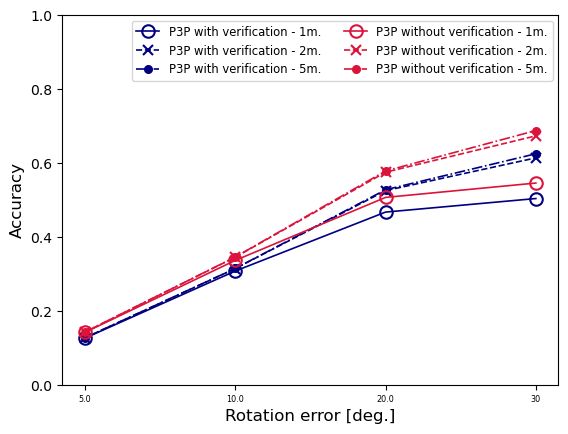 P3P with verification - 1m.
P3P with verification - 2m.
P3P with verification - 5m.
P3P without verification - 1m.
P3P without verification - 2m.
P3P without verification - 5m.
1.0
0.8
0.6
0.4
0.2
0.0
Accuracy
5.0 10.0 20.0 30
Rotation error [deg.]